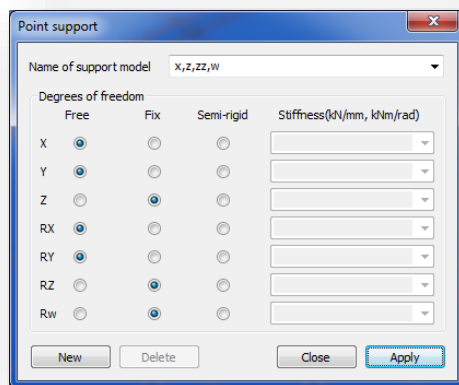 Point support
Name of support model x,z,zz,w
Degrees of freedom
Free Fix Semi-rigid Stiffness(kN/mm, kNm/rad)
X
Y
Z
RX
RY
RZ
Rw
New Delete Close Apply